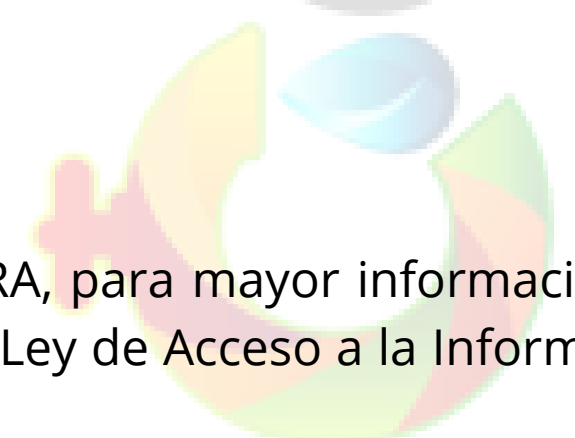 RA, para mayor informaci
Ley de Acceso a la Inform